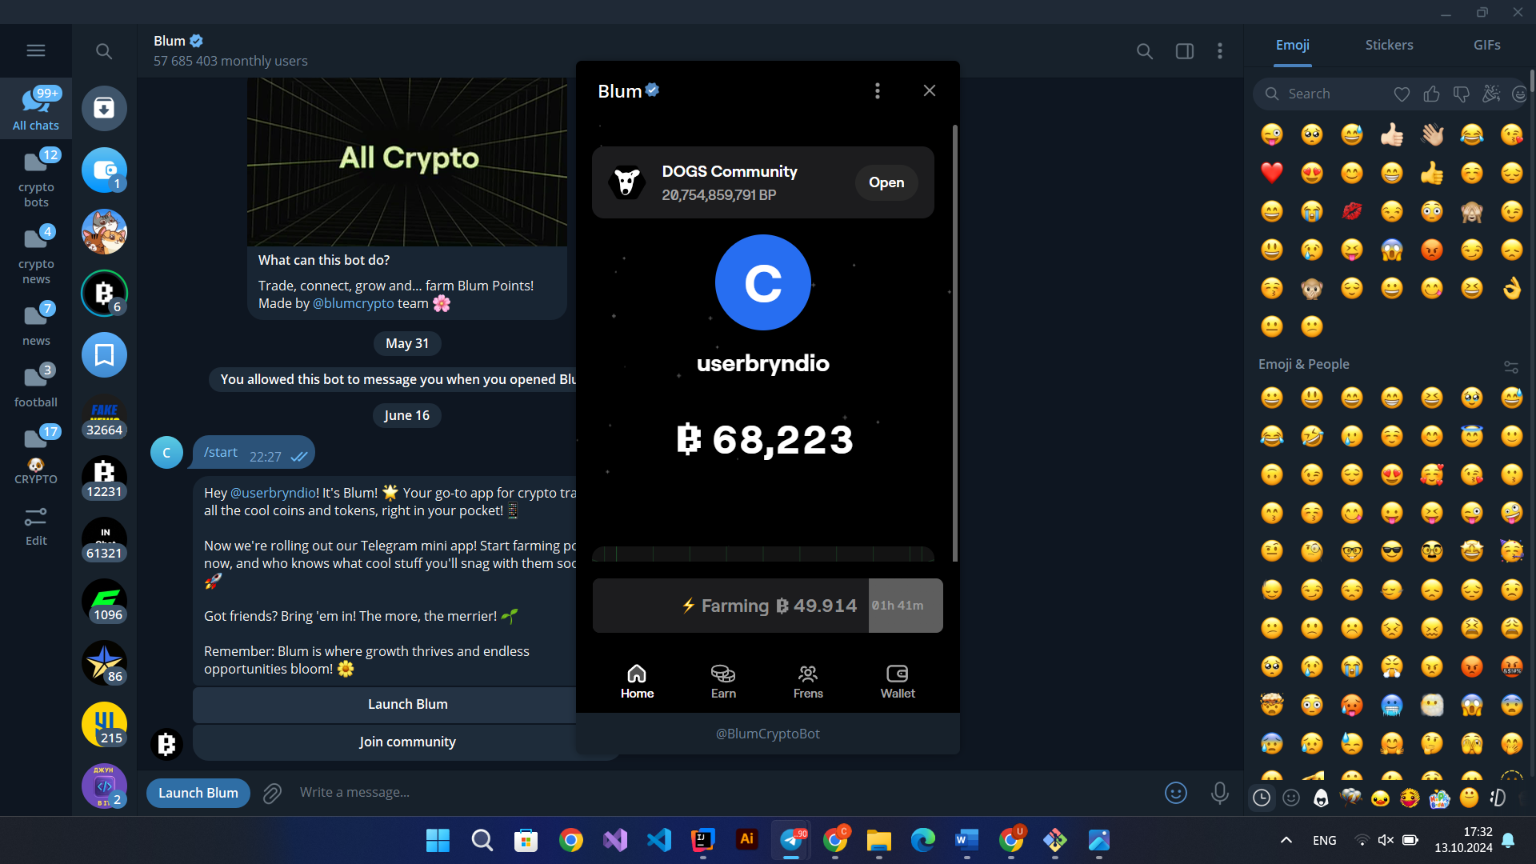 Blum
57 685 403 monthly users
99+
All chats
12
crypto
bots
4
crypto
news
7
news
3
football
17
CRYPTO
Edit
1
6
32664
12231
61321
1096
86
215
2
All Crypto
What can this bot do?
Trade, connect, grow and... farm Blum Points!
Made by @blumcrypto team 🌸
May 31
You allowed this bot to message you when you opened Blu
June 16
C
/start 22:27
Hey @userbryndio! It's Blum! 🌟 Your go-to app for crypto tra
all the cool coins and tokens, right in your pocket!
Now we're rolling out our Telegram mini app! Start farming po
now, and who knows what cool stuff you'll snag with them soo
🚀
Got friends? Bring 'em in! The more, the merrier! 🌱
Remember: Blum is where growth thrives and endless
opportunities bloom! 🌼
Launch Blum
Join community
Launch Blum
Write a message...
Blum
DOGS Community
20,754,859,791 BP
Open
C
userbryndio
68,223
⚡ Farming 49.914
01h 41m
Home
Earn
Frens
Wallet
@BlumCryptoBot
Emoji
Stickers
GIFs
Search
Emoji & People
Ai
ENG
17:32
13.10.2024